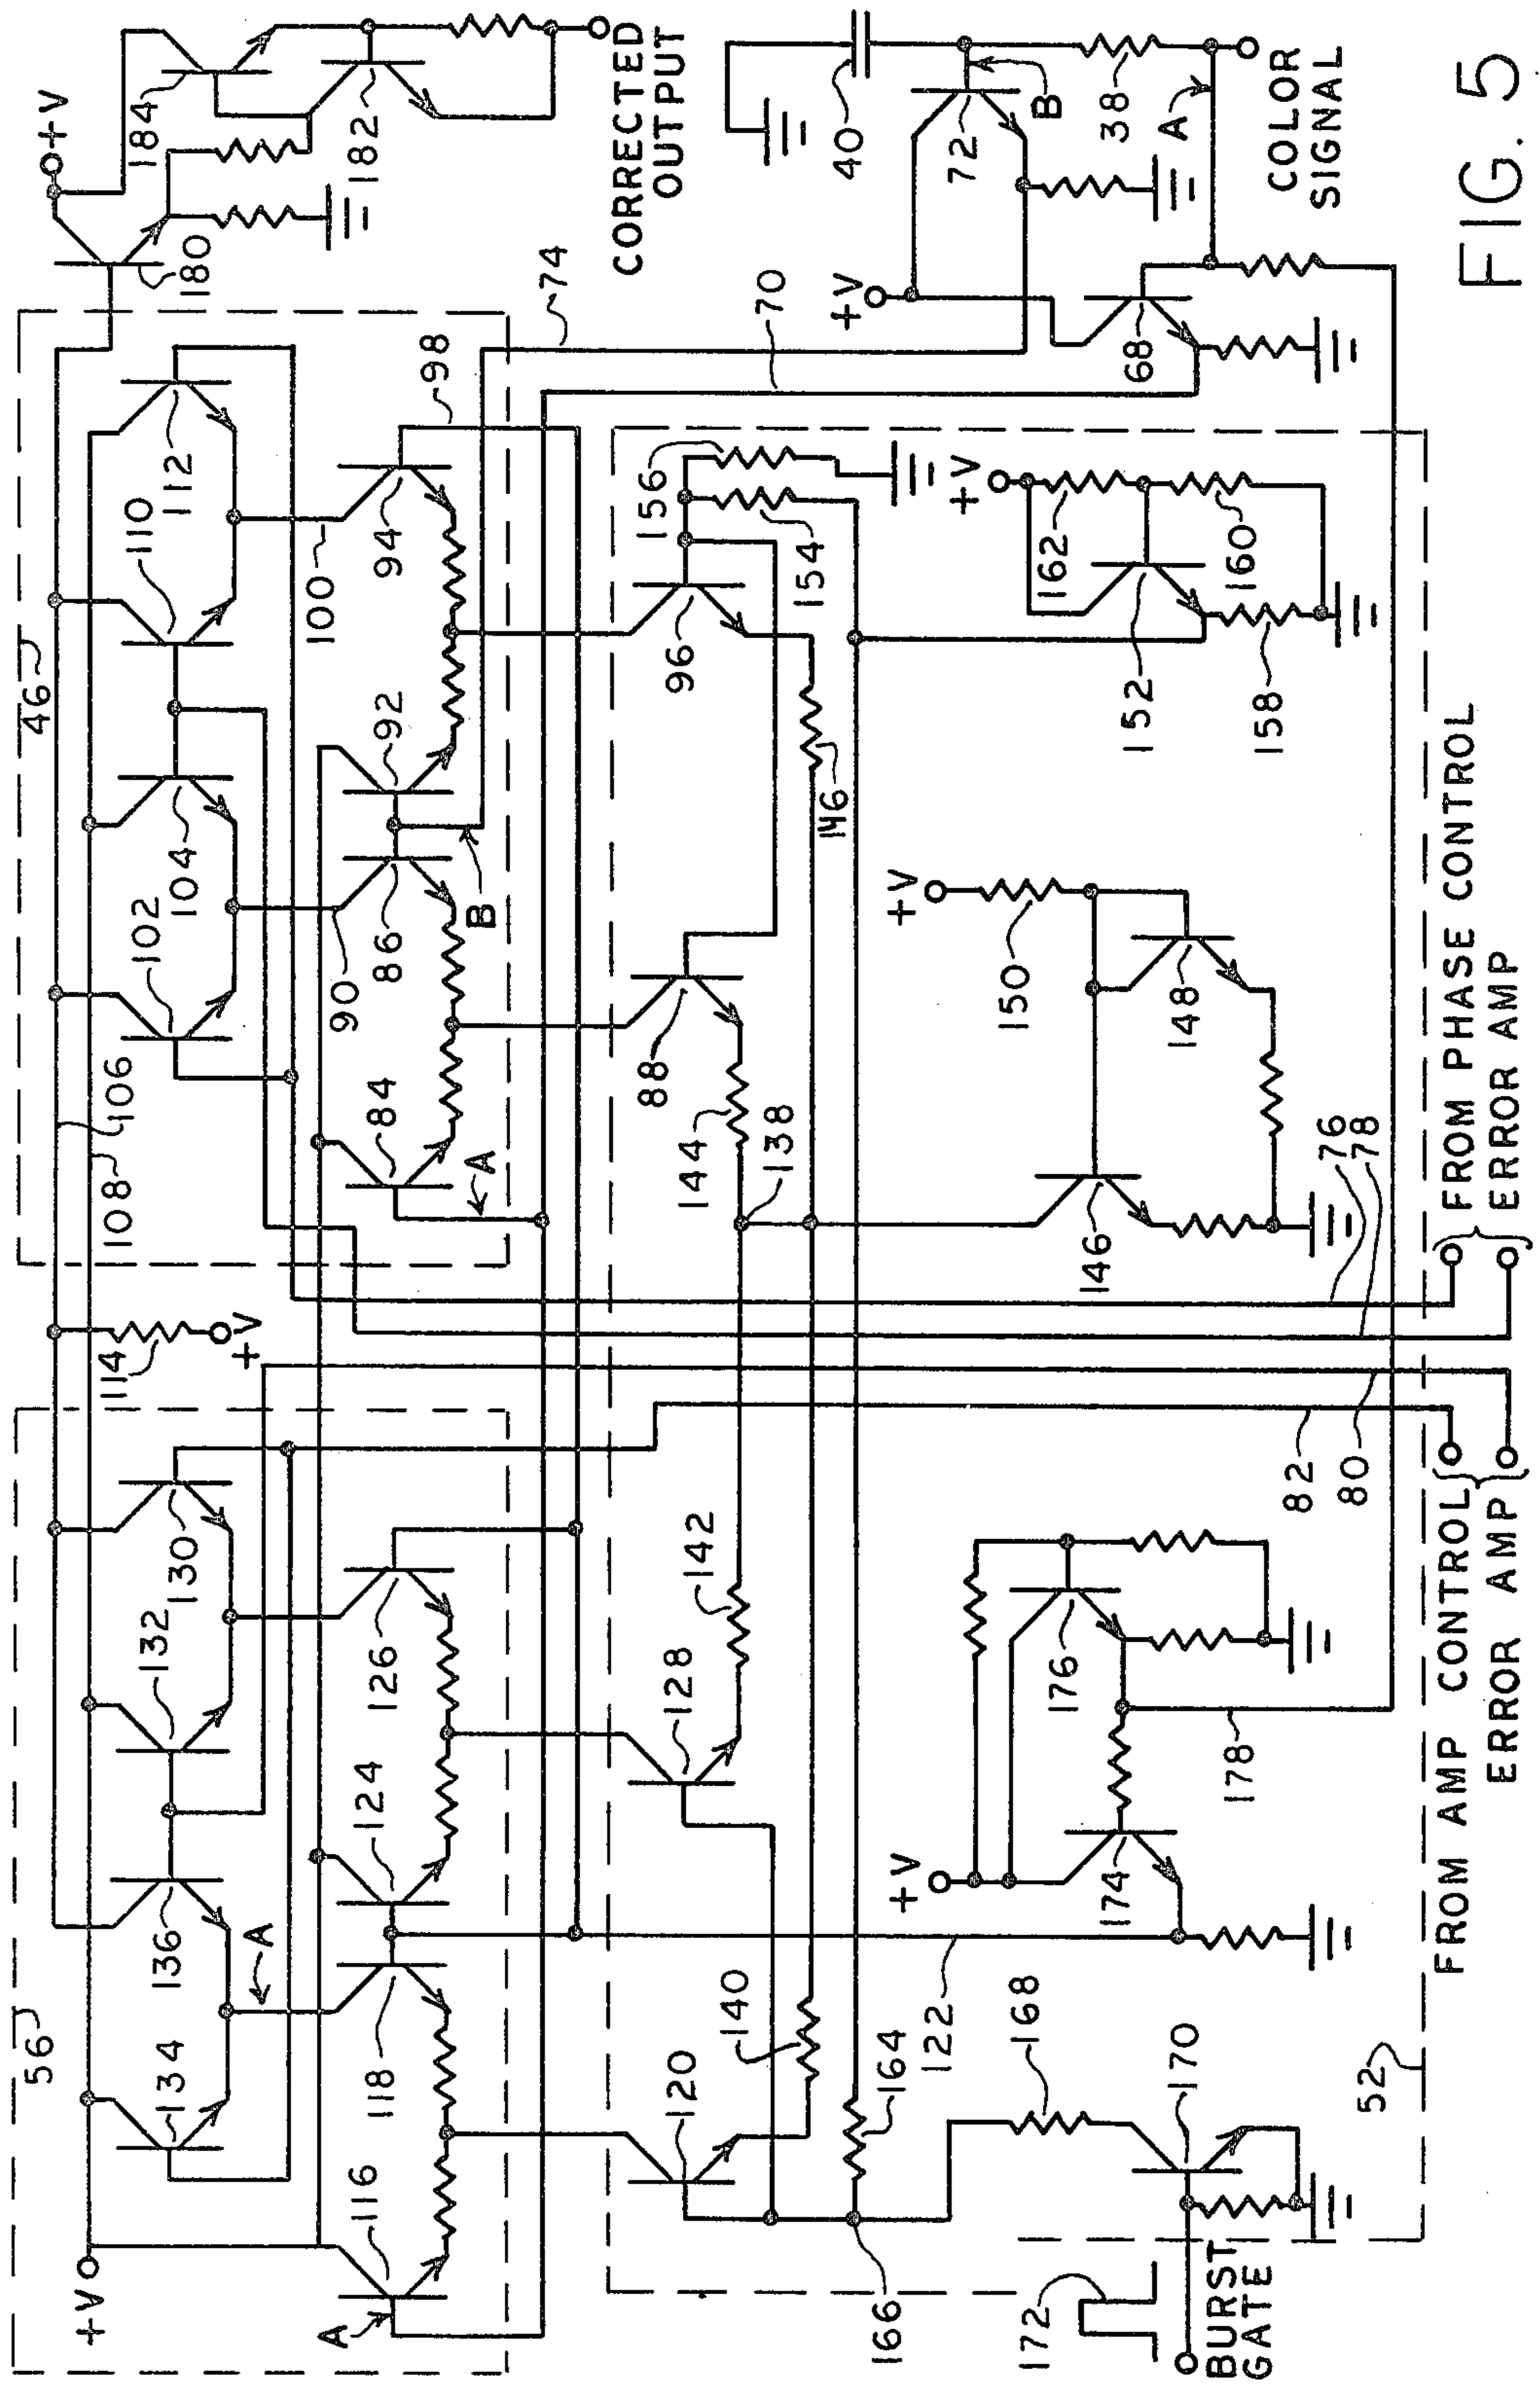 46
106
108
+V
184
182
180
CORRECTED
OUTPUT
112
110
104
102
98
94
100
92
86
90
84
A
B
74
70
40
72
B
38
A
+V
68
COLOR
SIGNAL
FIG. 5
114
+V
56
130
132
136
134
A
126
124
118
116
+V
A
156
154
96
146
88
144
138
142
128
140
120
164
166
122
+V
162
160
152
158
+V
150
148
146
76
78
FROM PHASE CONTROL
ERROR AMP
82
80
FROM AMP CONTROL
ERROR AMP
176
174
178
+V
168
170
172
52
BURST
GATE